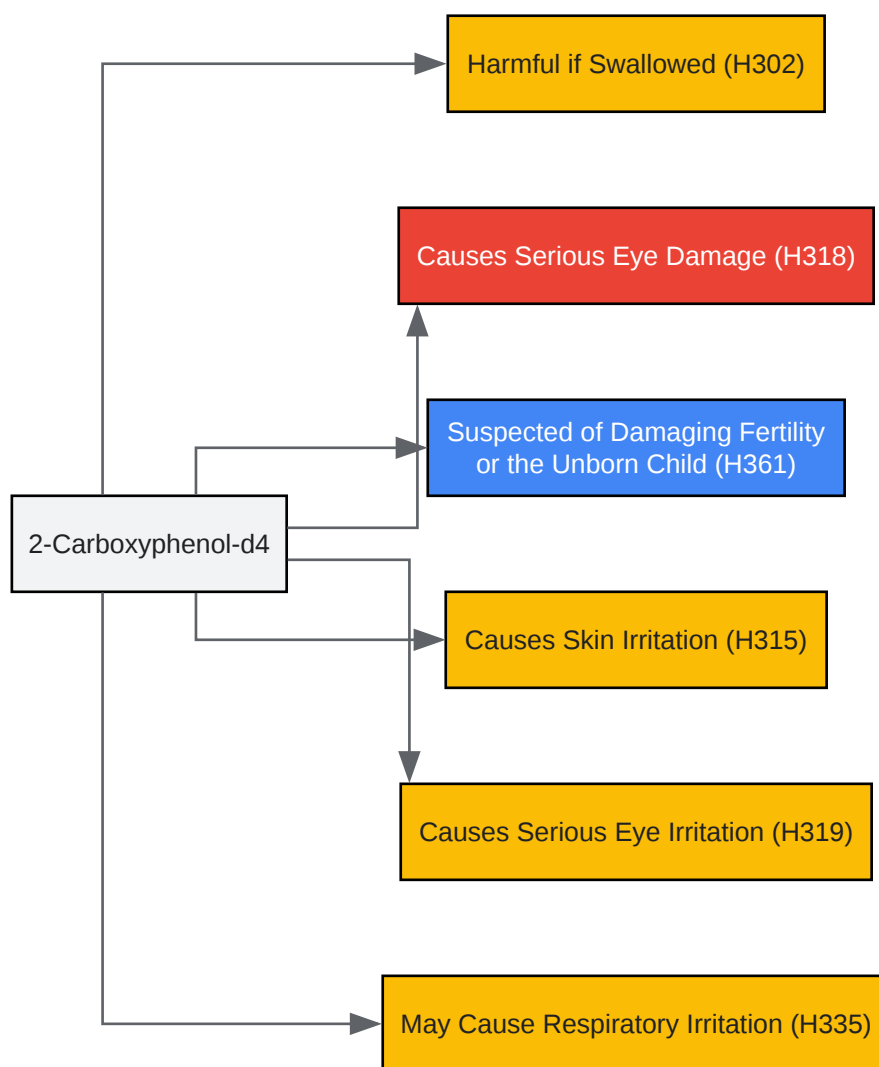 Harmful if Swallowed (H302)
Causes Serious Eye Damage (H318)
Suspected of Damaging Fertility
or the Unborn Child (H361)
2-Carboxyphenol-d4
Causes Skin Irritation (H315)
Causes Serious Eye Irritation (H319)
May Cause Respiratory Irritation (H335)